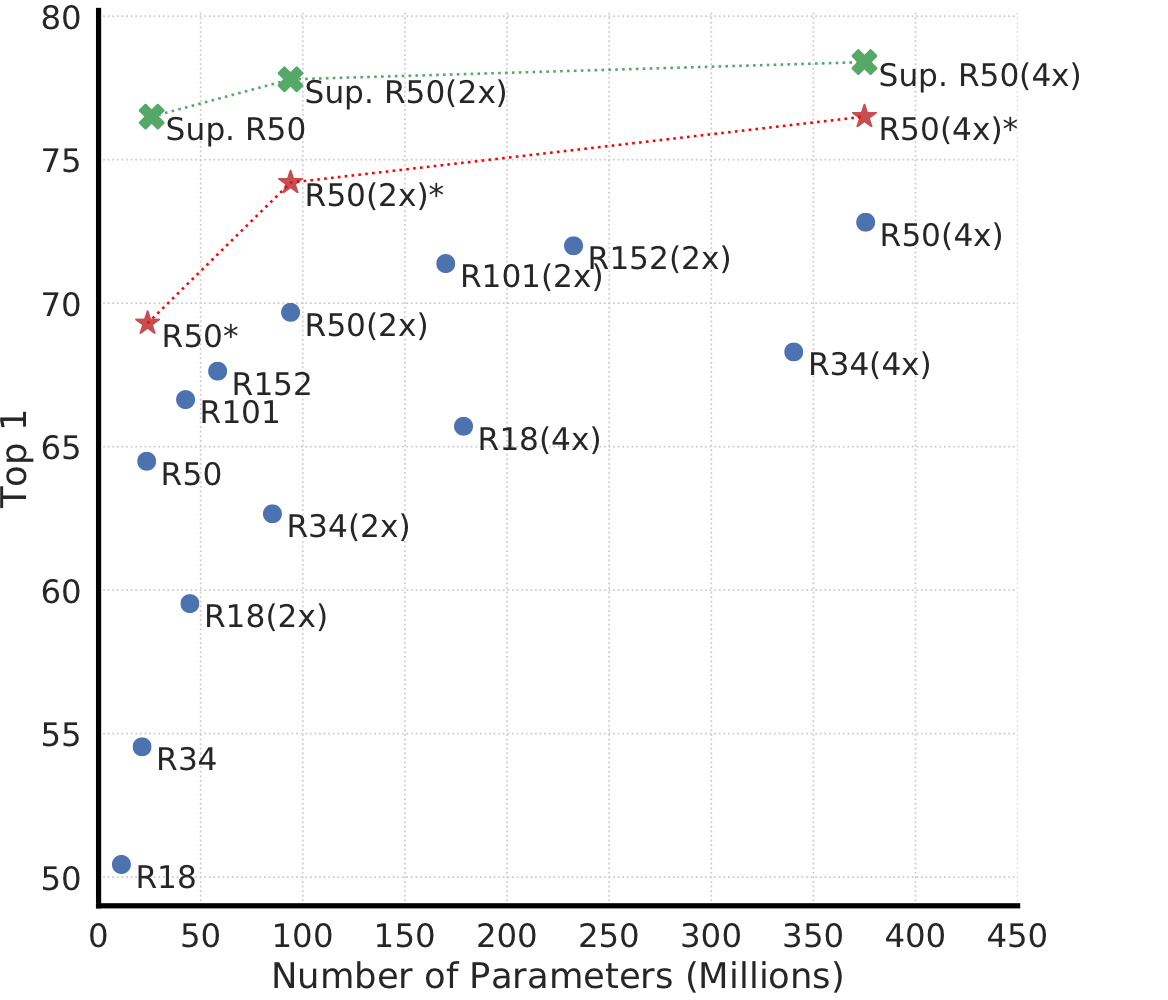 80
Sup. R50(4x)
Sup. R50(2x)
Sup. R50
R50(4x)*
75
R50(2x)*
R50(4x)
R152(2x)
R101(2x)
70
R50(2x)
R50*
R34(4x)
R152
R101
R18(4x)
65
Top 1
R50
R34(2x)
60
R18(2x)
55
R34
50
R18
0 50 100 150 200 250 300 350 400 450
Number of Parameters (Millions)